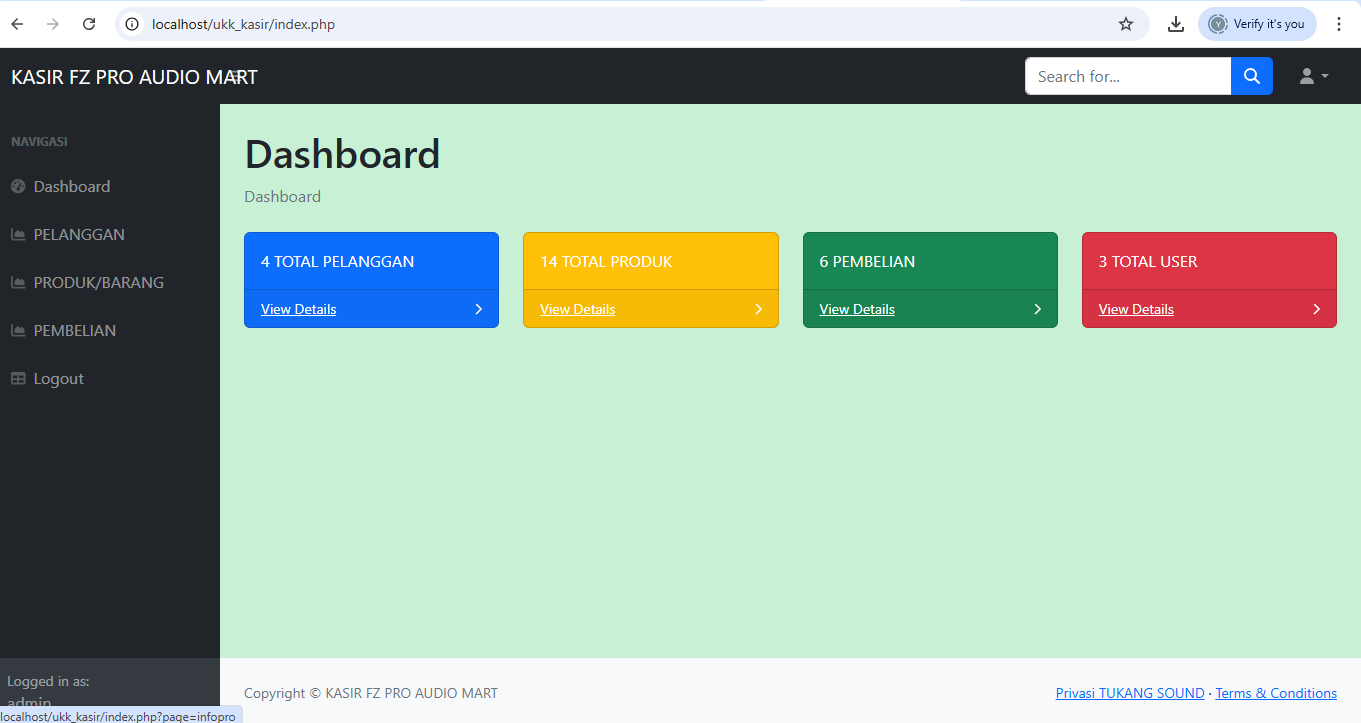 localhost/ukk_kasir/index.php
Verify it's you
KASIR FZ PRO AUDIO MART
Search for...
NAVIGASI
Dashboard
PELANGGAN
PRODUK/BARANG
PEMBELIAN
Logout
Dashboard
Dashboard
4 TOTAL PELANGGAN
View Details
14 TOTAL PRODUK
View Details
6 PEMBELIAN
View Details
3 TOTAL USER
View Details
Logged in as:
admin
Copyright © KASIR FZ PRO AUDIO MART
Privasi TUKANG SOUND · Terms & Conditions
localhost/ukk_kasir/index.php?page=infopro